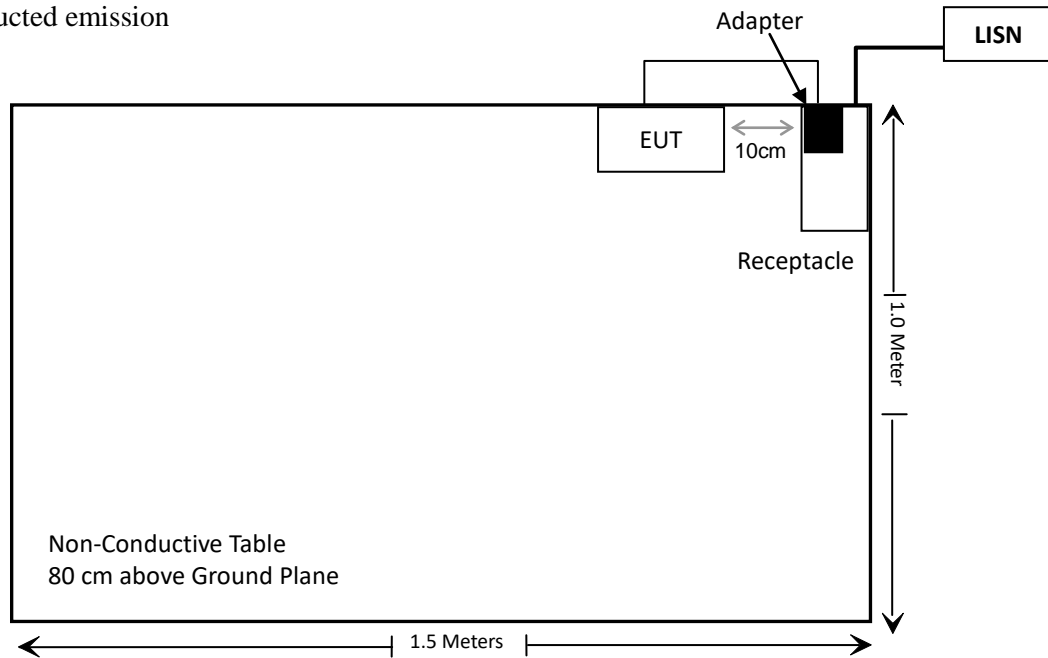 Adapter
LISN
EUT
10cm
Receptacle
1.0 Meter
Non-Conductive Table
80 cm above Ground Plane
1.5 Meters
emission